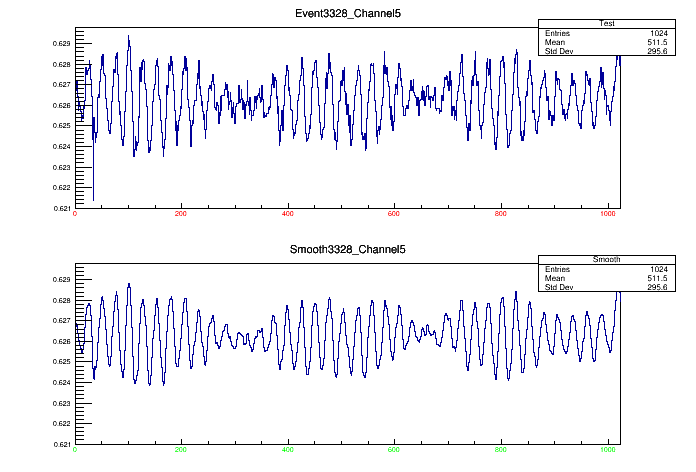 Event3328_Channel5
Test
Entries 1024
Mean 511.5
Std Dev 295.6
0.629
0.628
0.627
0.626
0.625
0.624
0.623
0.622
0.621
0 200 400 600 800 1000
Smooth3328_Channel5
Smooth
Entries 1024
Mean 511.5
Std Dev 295.6
0.629
0.628
0.627
0.626
0.625
0.624
0.623
0.622
0.621
0 200 400 600 800 1000